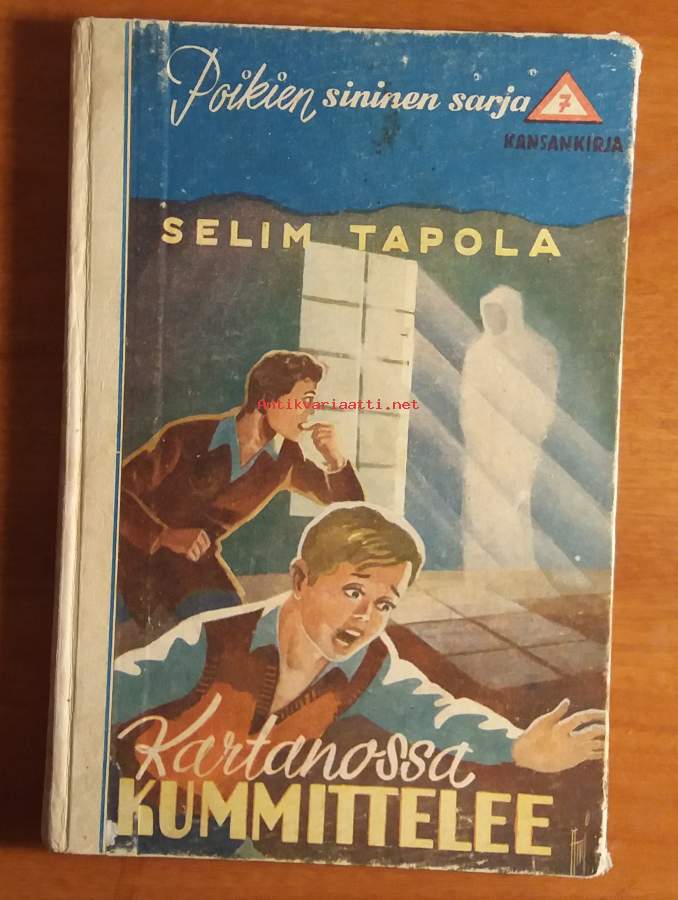 Poikien sininen sarja 7
KANSANKIRJA
SELIM TAPOLA
Antikvariaatti.net
Kartanossa
KUMMITTELEE